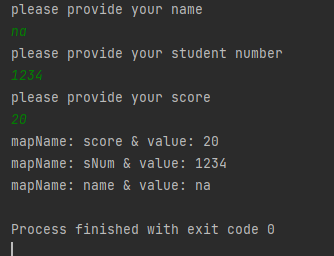 please provide your name
na
please provide your student number
1234
please provide your score
20
mapName: score & value: 20
mapName: sNum & value: 1234
mapName: name & value: na
Process finished with exit code 0